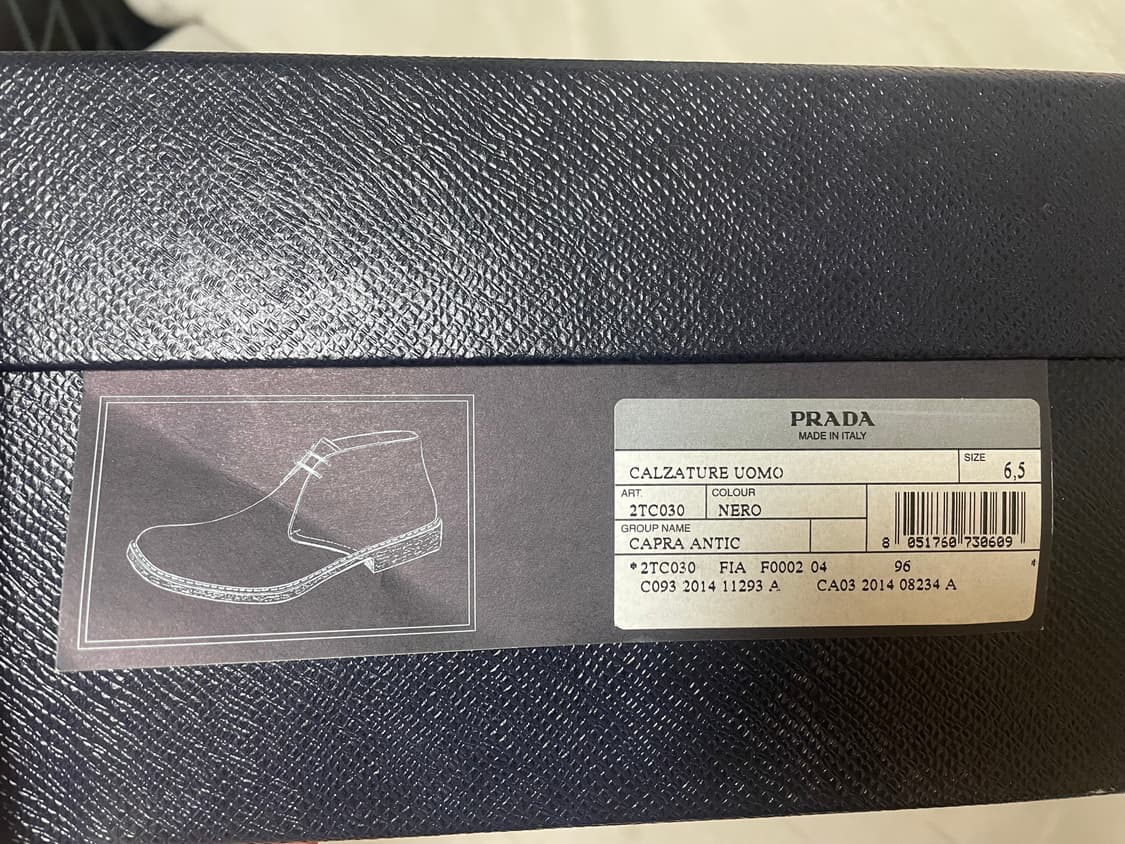 PRADA
MADE IN ITALY
CALZATURE UOMO
SIZE
6,5
ART.
2TC030
COLOUR
NERO
GROUP NAME
CAPRA ANTIC
8 051760 730609
*2TC030 FIA F0002 04 96 *
C093 2014 11293 A CA03 2014 08234 A